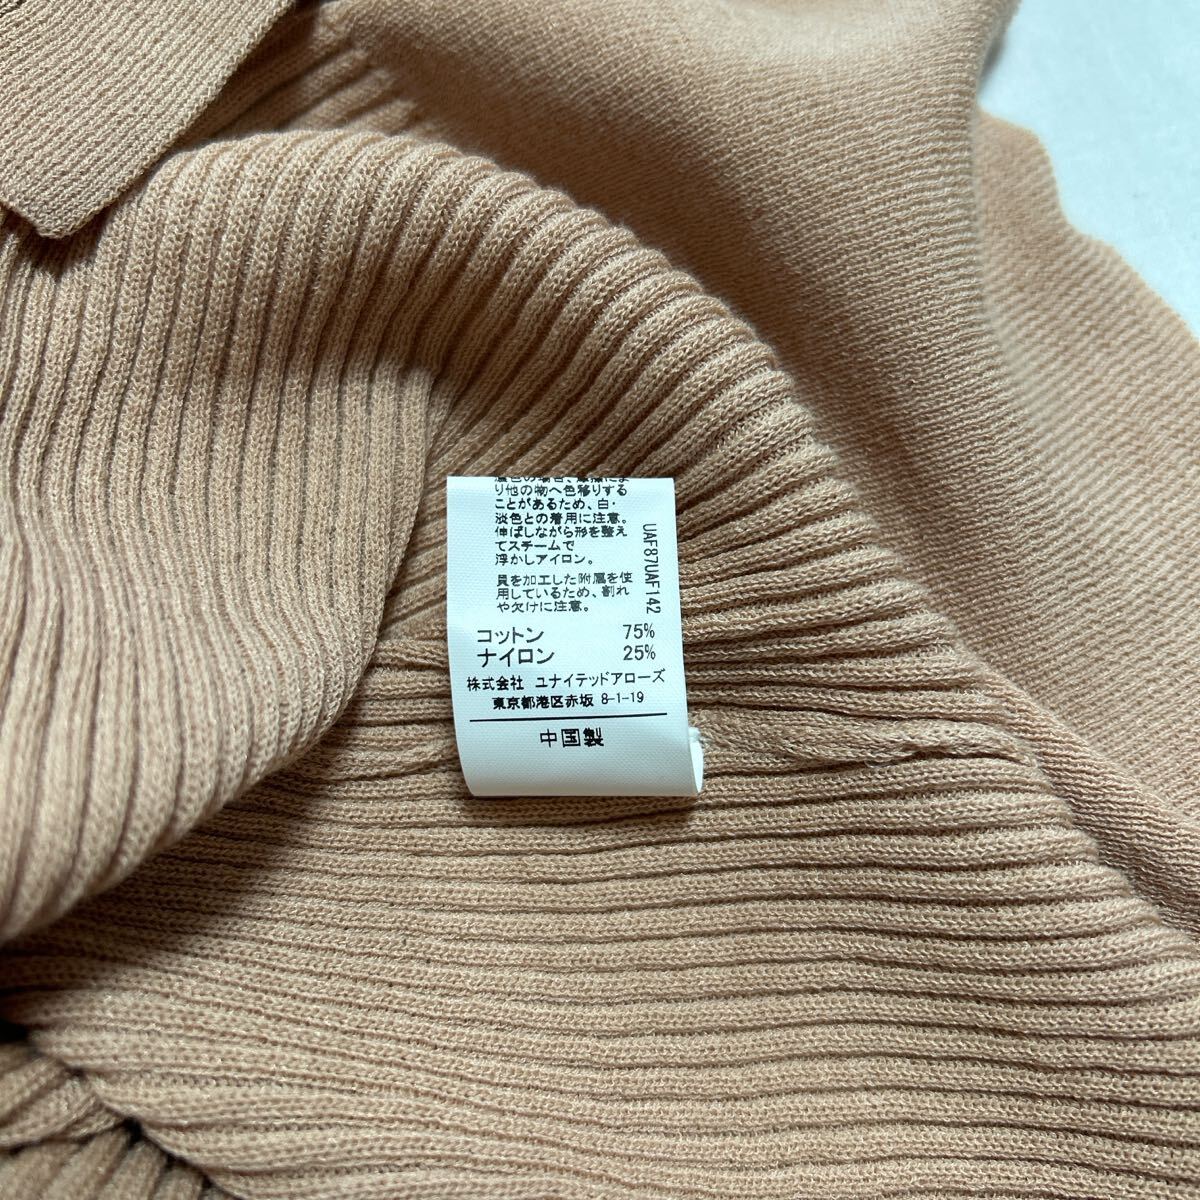 濃色の場合、摩擦によ
り他の物へ色移りする
ことがあるため、白・
淡色との着用に注意。
伸ばしながら形を整え
てスチームで
浮かしアイロン。
貝を加工した附属を使
用しているため、割れ
や欠けに注意。
UAF87UAF142
コットン 75%
ナイロン 25%
株式会社 ユナイテッドアローズ
東京都港区赤坂 8-1-19
中国製